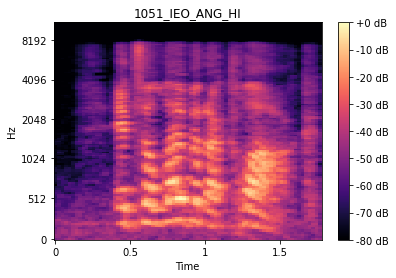 1051_IEO_ANG_HI
8192
4096
2048
1024
512
0
Hz
0
0.5
1
1.5
Time
+0 dB
-10 dB
-20 dB
-30 dB
-40 dB
-50 dB
-60 dB
-70 dB
-80 dB